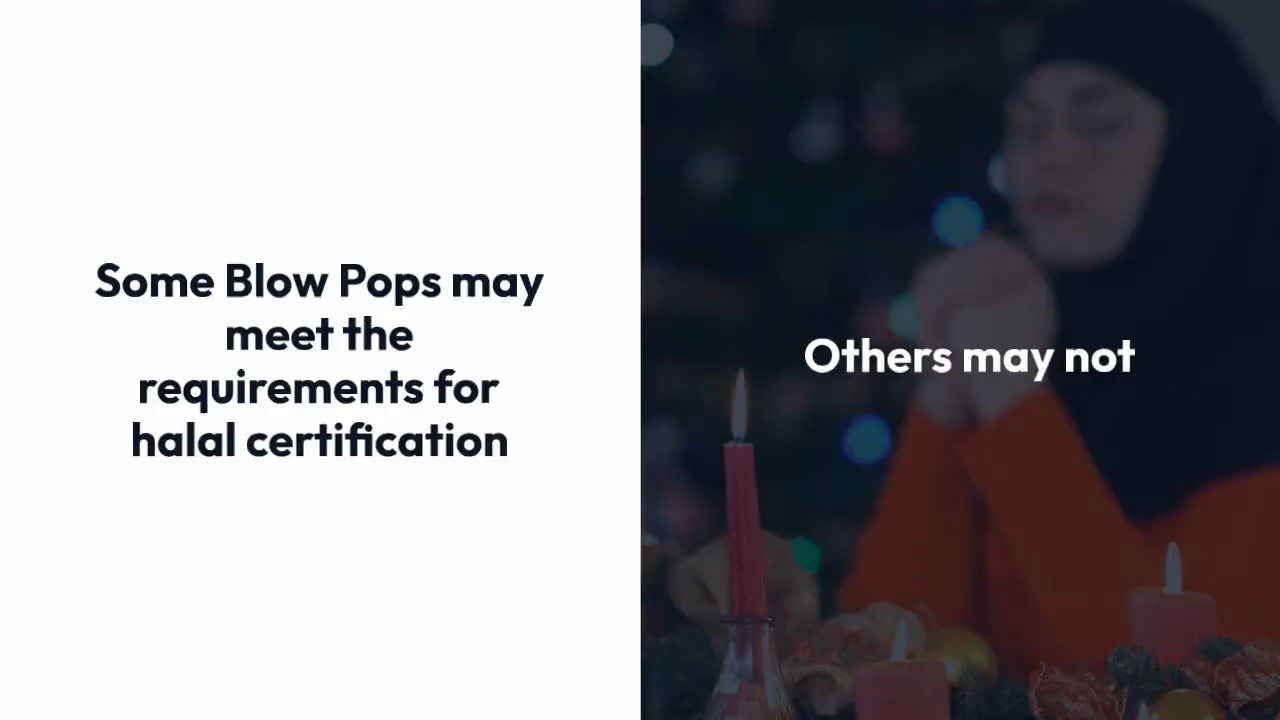 Some Blow Pops may
meet the
requirements for
halal certification
Others may not